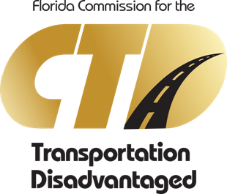 Florida Commission for the
CTD
Transportation
Disadvantaged